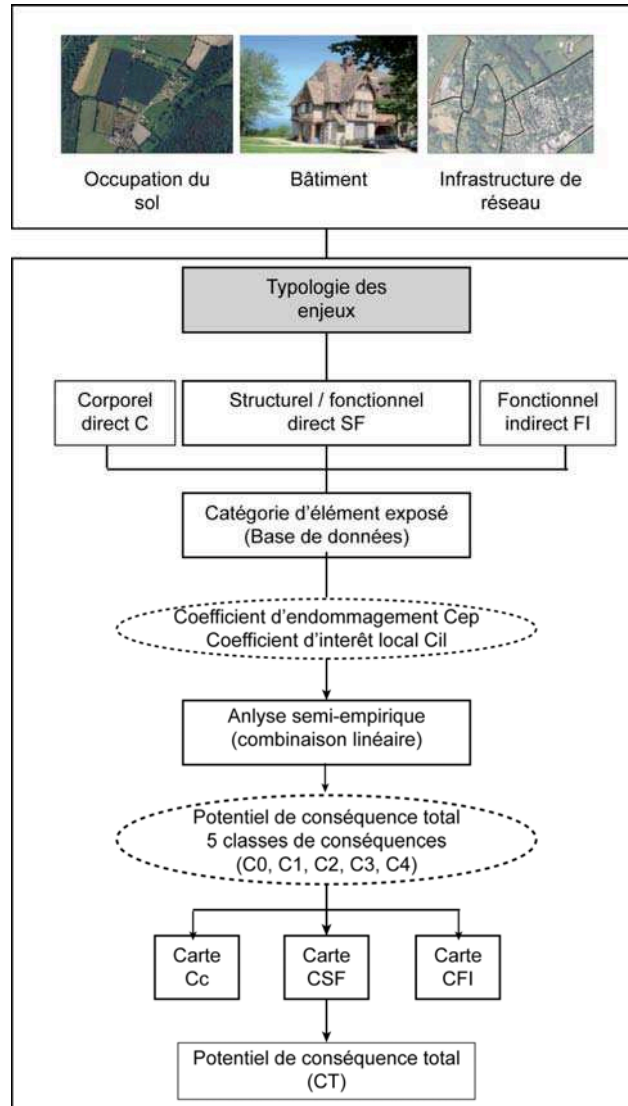 Occupation du
sol
Bâtiment
Infrastructure de
réseau
Typologie des
enjeux
Corporel
direct C
Structurel / fonctionnel
direct SF
Fonctionnel
indirect FI
Catégorie d'élément exposé
(Base de données)
Coefficient d'endommagement Cep
Coefficient d'interêt local Cil
Anlyse semi-empirique
(combinaison linéaire)
Potentiel de conséquence total
5 classes de conséquences
(C0, C1, C2, C3, C4)
Carte
Cc
Carte
CSF
Carte
CFI
Potentiel de conséquence total
(CT)